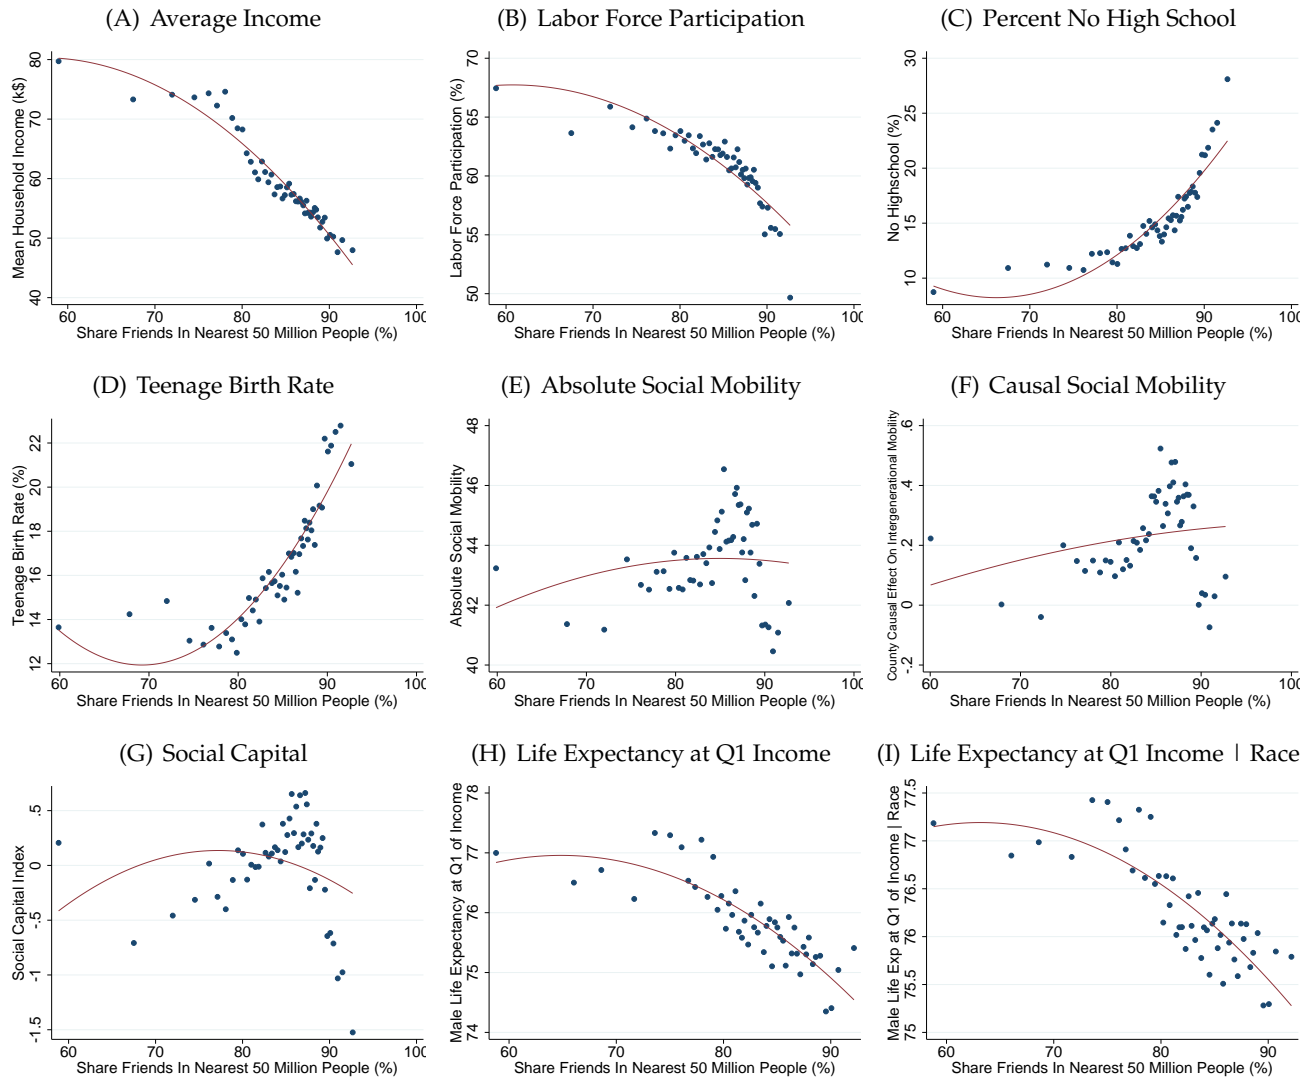 (A) Average Income
80
70
60
50
40
Mean Household Income (k$)
60 70 80 90 100
Share Friends In Nearest 50 Million People (%)
(B) Labor Force Participation
70
65
60
55
50
Labor Force Participation (%)
60 70 80 90 100
Share Friends In Nearest 50 Million People (%)
(C) Percent No High School
30
25
20
15
10
No Highschool (%)
60 70 80 90 100
Share Friends In Nearest 50 Million People (%)
(D) Teenage Birth Rate
22
20
18
16
14
12
Teenage Birth Rate (%)
60 70 80 90 100
Share Friends In Nearest 50 Million People (%)
(E) Absolute Social Mobility
48
46
44
42
40
Absolute Social Mobility
60 70 80 90 100
Share Friends In Nearest 50 Million People (%)
(F) Causal Social Mobility
.6
.4
.2
0
-.2
County Causal Effect On Intergenerational Mobility
60 70 80 90 100
Share Friends In Nearest 50 Million People (%)
(G) Social Capital
.5
0
-.5
-1
-1.5
Social Capital Index
60 70 80 90 100
Share Friends In Nearest 50 Million People (%)
(H) Life Expectancy at Q1 Income
78
77
76
75
74
Male Life Expectancy at Q1 of Income
60 70 80 90
Share Friends In Nearest 50 Million People (%)
(I) Life Expectancy at Q1 Income | Race
77.5
77
76.5
76
75.5
75
Male Life Exp at Q1 of Income | Race
60 70 80 90
Share Friends In Nearest 50 Million People (%)